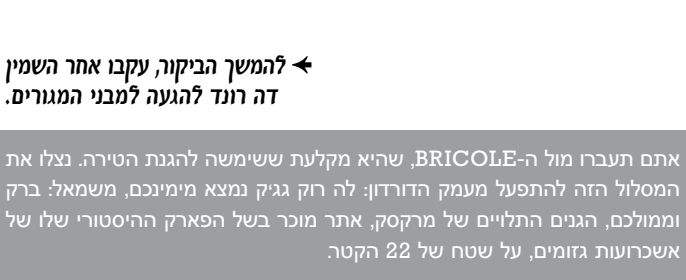 להמשך הביקור, עקבו אחר השמין
דה רונד להגעה למבני המגורים.
אתם תעברו מול ה-BRICOLE, שהיא מקלעת ששימשה להגנת הטירה. נצלו את
המסלול הזה להתפעל מעמק הדורדון: לה רוק גגיק נמצא מימינכם, משמאל: ברק
וממולכם, הגנים התלויים של מרקסק, אתר מוכר בשל הפארק ההיסטורי שלו של
אשכרועות גזומים, על שטח של 22 הקטר.